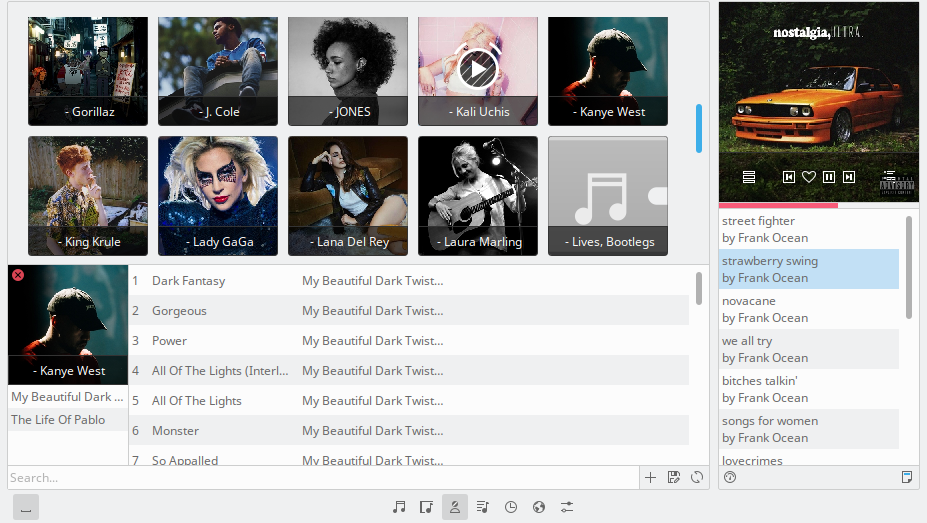 - Gorillaz
- J. Cole
- JONES
- Kali Uchis
- Kanye West
- King Krule
- Lady GaGa
- Lana Del Rey
- Laura Marling
- Lives, Bootlegs
- Kanye West
My Beautiful Dark ...
The Life Of Pablo
1 Dark Fantasy My Beautiful Dark Twist...
2 Gorgeous My Beautiful Dark Twist...
3 Power My Beautiful Dark Twist...
4 All Of The Lights (Interl... My Beautiful Dark Twist...
5 All Of The Lights My Beautiful Dark Twist...
6 Monster My Beautiful Dark Twist...
7 So Appalled My Beautiful Dark Twist...
Search...
nostalgia, ULTRA.
ADVISORY
street fighter
by Frank Ocean
strawberry swing
by Frank Ocean
novacane
by Frank Ocean
we all try
by Frank Ocean
bitches talkin'
by Frank Ocean
songs for women
by Frank Ocean
lovecrimes